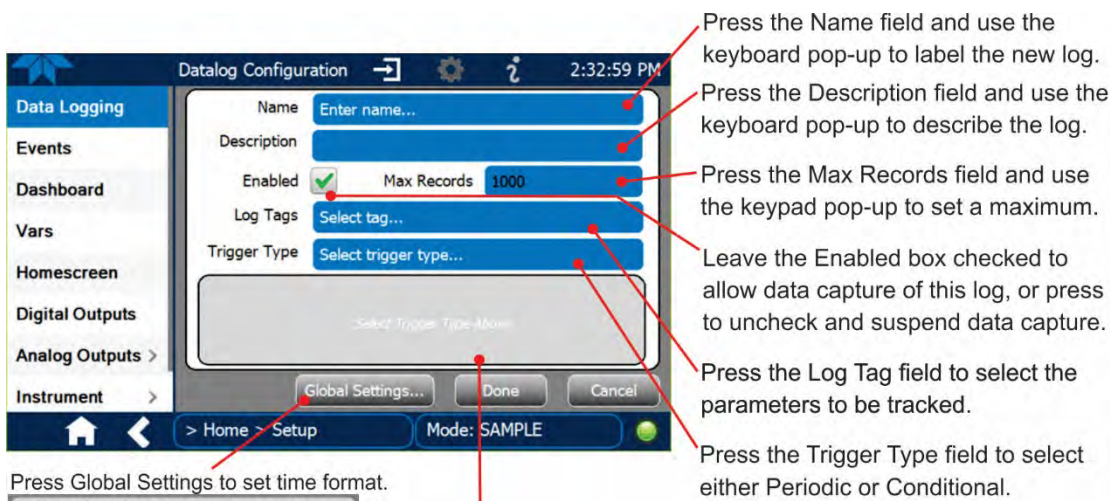 Datalog Configuration
2:32:59 PM
Data Logging
Events
Dashboard
Vars
Homescreen
Digital Outputs
Analog Outputs >
Instrument >
Name Enter name...
Description
Enabled Max Records 1000
Log Tags Select tag...
Trigger Type Select trigger type...
Select Trigger Type Above
Global Settings... Done Cancel
> Home > Setup Mode: SAMPLE
Press the Name field and use the
keyboard pop-up to label the new log.
Press the Description field and use the
keyboard pop-up to describe the log.
Press the Max Records field and use
the keypad pop-up to set a maximum.
Leave the Enabled box checked to
allow data capture of this log, or press
to uncheck and suspend data capture.
Press the Log Tag field to select the
parameters to be tracked.
Press the Trigger Type field to select
either Periodic or Conditional.
Press Global Settings to set time format.